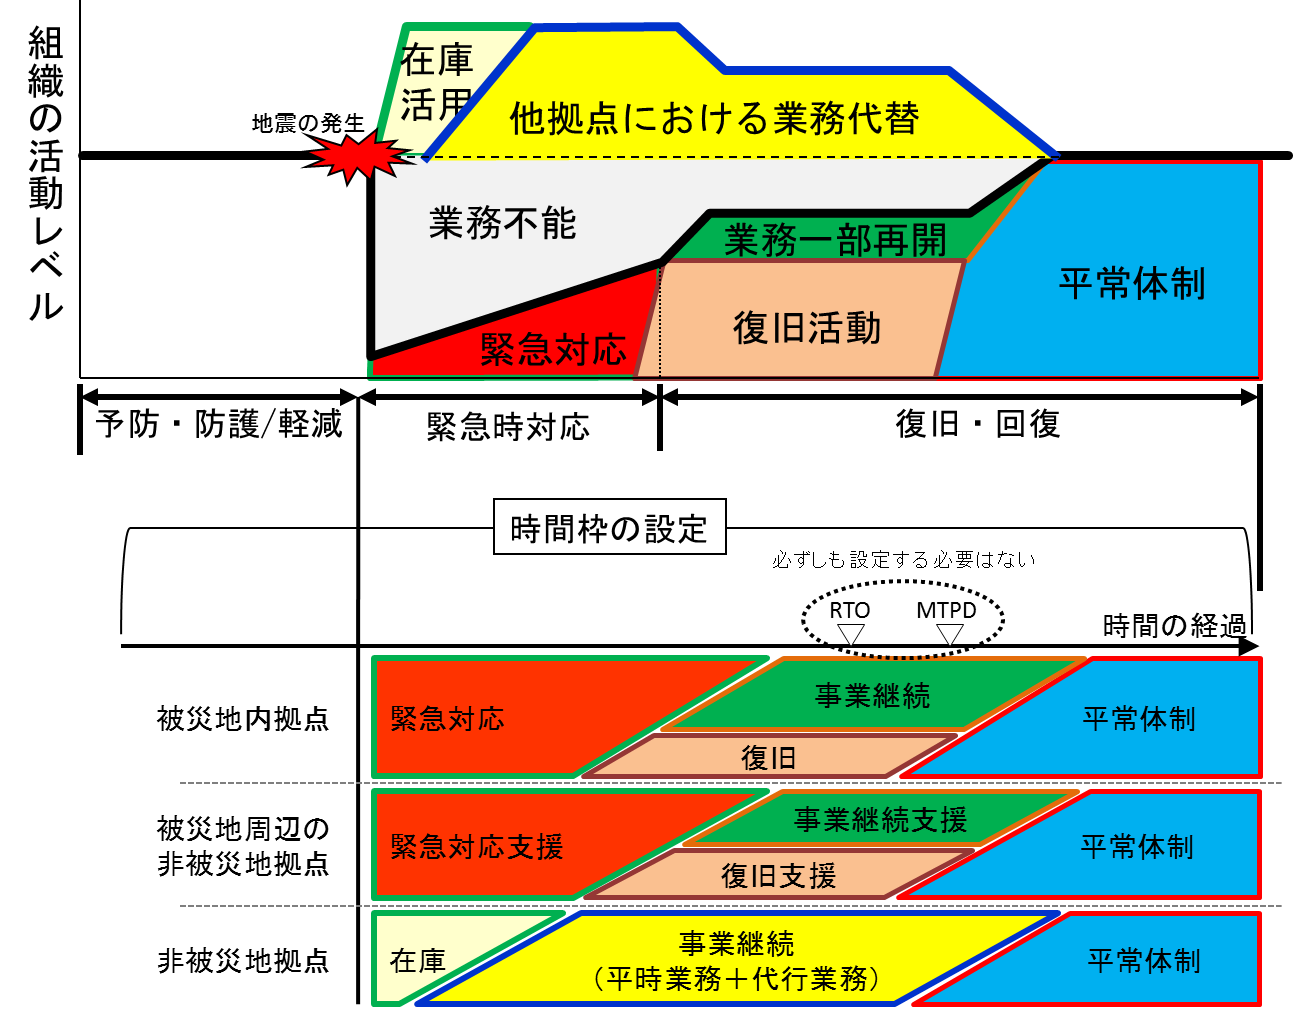 組織の活動レベル
在庫
活用
地震の発生
他拠点における業務代替
業務不能
業務一部再開
緊急対応
復旧活動
平常体制
予防・防護/軽減
緊急時対応
復旧・回復
時間枠の設定
必ずしも設定する必要はない
RTO
MTPD
時間の経過
被災地内拠点
緊急対応
事業継続
復旧
平常体制
被災地周辺の
非被災地拠点
緊急対応支援
事業継続支援
復旧支援
平常体制
非被災地拠点
在庫
事業継続
（平時業務＋代行業務）
平常体制